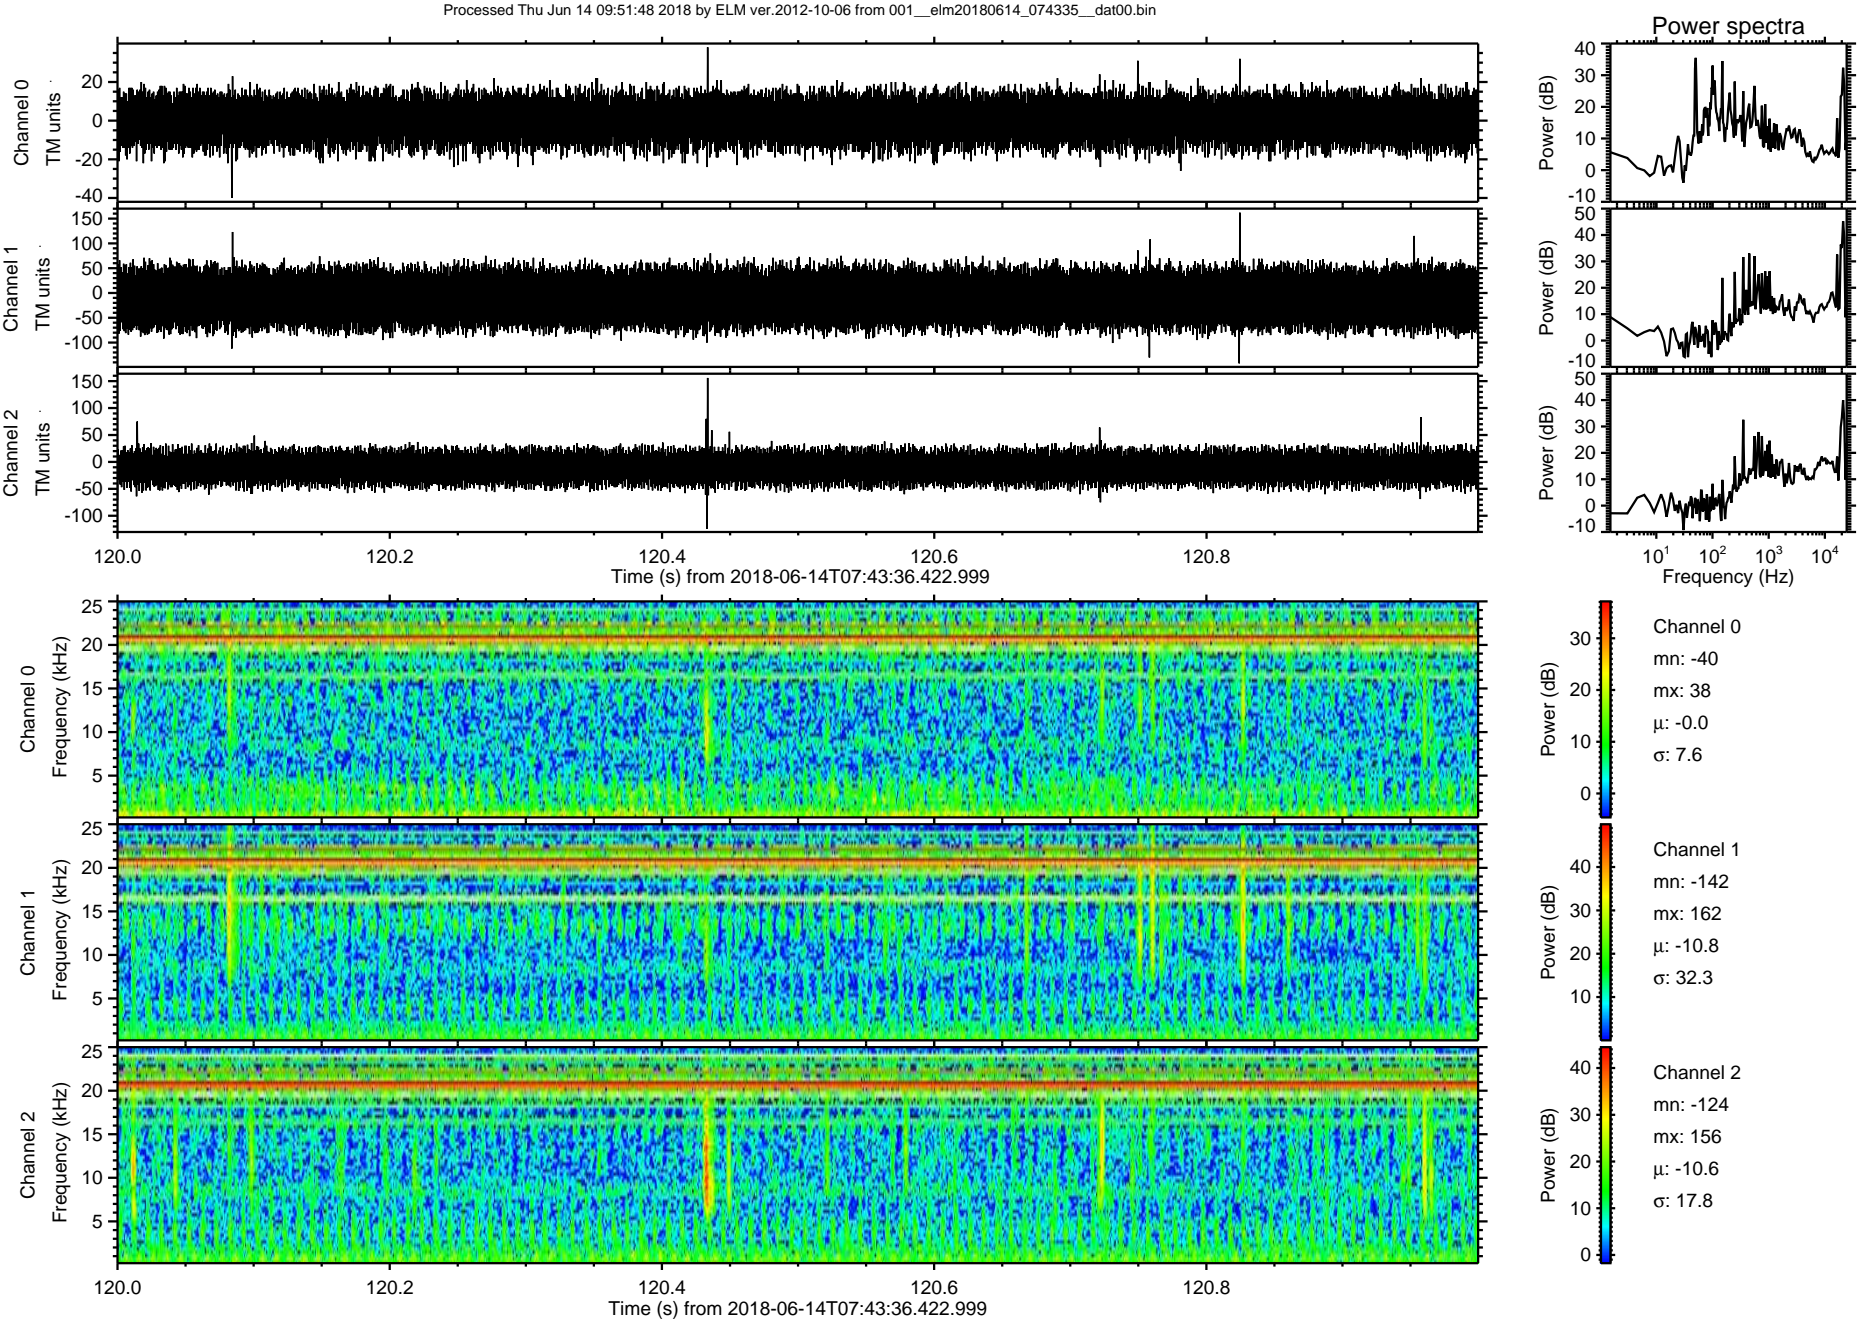 Processed Thu Jun 14 09:51:48 2018 by ELM ver.2012-10-06 from 001__elm20180614_074335__dat00.bin
Power spectra
Channel 0
TM units
20
0
-20
-40
Power (dB)
40
30
20
10
0
-10
Channel 1
TM units
150
100
50
0
-50
-100
Power (dB)
50
40
30
20
10
0
-10
Channel 2
TM units
150
100
50
0
-50
-100
Power (dB)
50
40
30
20
10
0
-10
120.0 120.2 120.4 120.6 120.8
Time (s) from 2018-06-14T07:43:36.422.999
10^1 10^2 10^3 10^4
Frequency (Hz)
Channel 0
Frequency (kHz)
25
20
15
10
5
Power (dB)
30
20
10
0
Channel 0
mn: -40
mx: 38
μ: -0.0
σ: 7.6
Channel 1
Frequency (kHz)
25
20
15
10
5
Power (dB)
40
30
20
10
Channel 1
mn: -142
mx: 162
μ: -10.8
σ: 32.3
Channel 2
Frequency (kHz)
25
20
15
10
5
Power (dB)
40
30
20
10
0
Channel 2
mn: -124
mx: 156
μ: -10.6
σ: 17.8
120.0 120.2 120.4 120.6 120.8
Time (s) from 2018-06-14T07:43:36.422.999